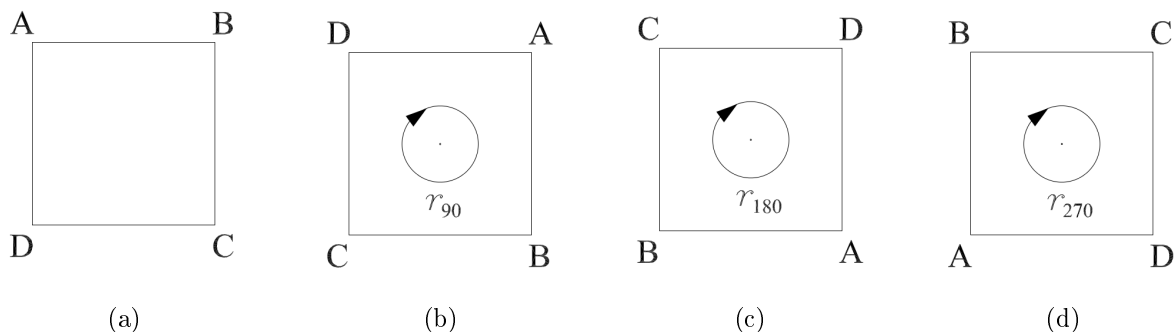 A B D A C D B C
r₉₀ r₁₈₀ r₂₇₀
D C C B B A A D
(a) (b) (c) (d)